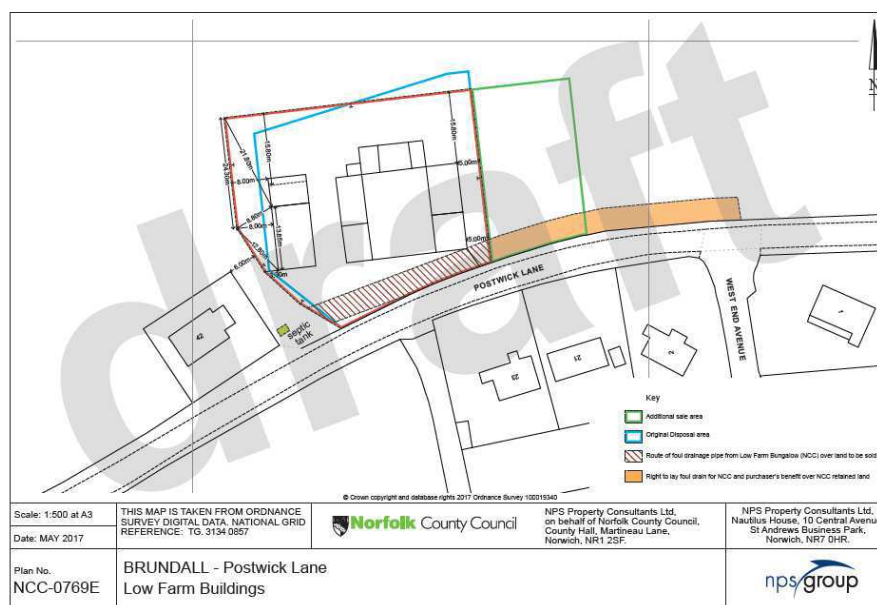 draft
N
24.30m
21.80m
15.80m
8.00m
8.80m
8.00m
13.85m
12.80m
6.00m
15.80m
5.00m
5.00m
POSTWICK LANE
WEST END AVENUE
septic
tank
42
23
21
2
1
Key
Additional sale area
Original Disposal area
Route of foul drainage pipe from Low Farm Bungalow (NCC) over land to be sold
Right to lay foul drain for NCC and purchaser's benefit over NCC retained land
© Crown copyright and database rights 2017 Ordnance Survey 100019340
Scale: 1:500 at A3
Date: MAY 2017
THIS MAP IS TAKEN FROM ORDNANCE
SURVEY DIGITAL DATA. NATIONAL GRID
REFERENCE: TG. 3134 0857
Norfolk County Council
NPS Property Consultants Ltd,
on behalf of Norfolk County Council,
County Hall, Martineau Lane,
Norwich, NR1 2SF.
NPS Property Consultants Ltd,
Nautilus House, 10 Central Avenue
St Andrews Business Park,
Norwich, NR7 0HR.
Plan No.
NCC-0769E
BRUNDALL - Postwick Lane
Low Farm Buildings
nps group